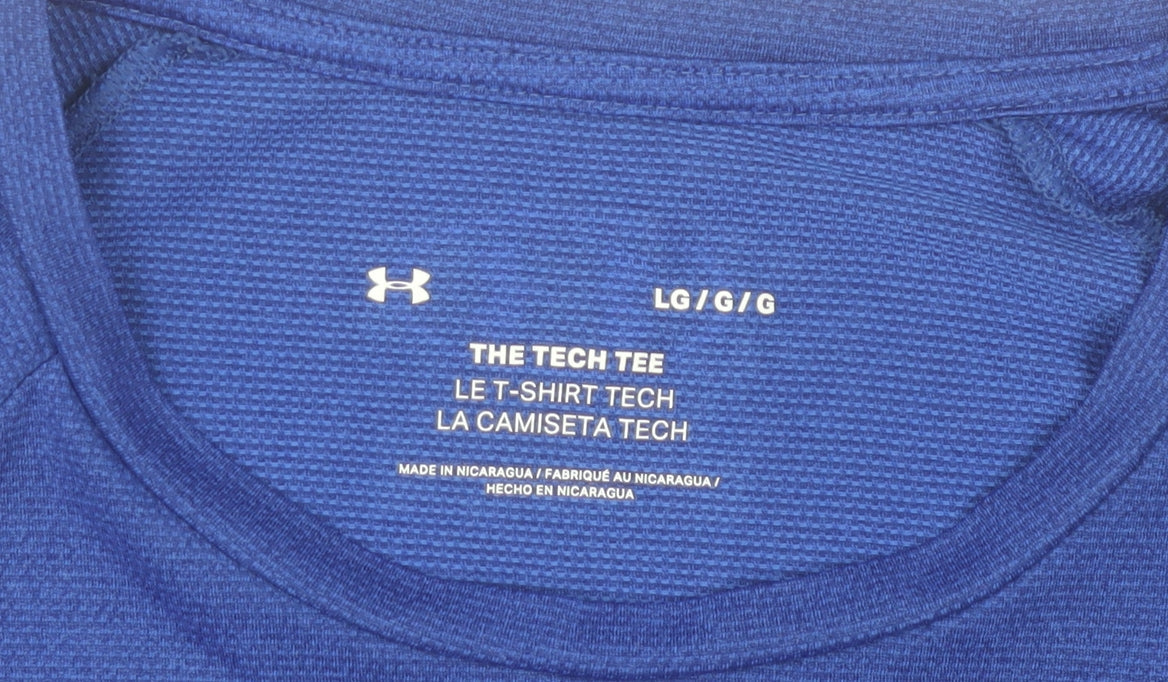 LG / G / G
THE TECH TEE
LE T-SHIRT TECH
LA CAMISETA TECH
MADE IN NICARAGUA / FABRIQUÉ AU NICARAGUA /
HECHO EN NICARAGUA